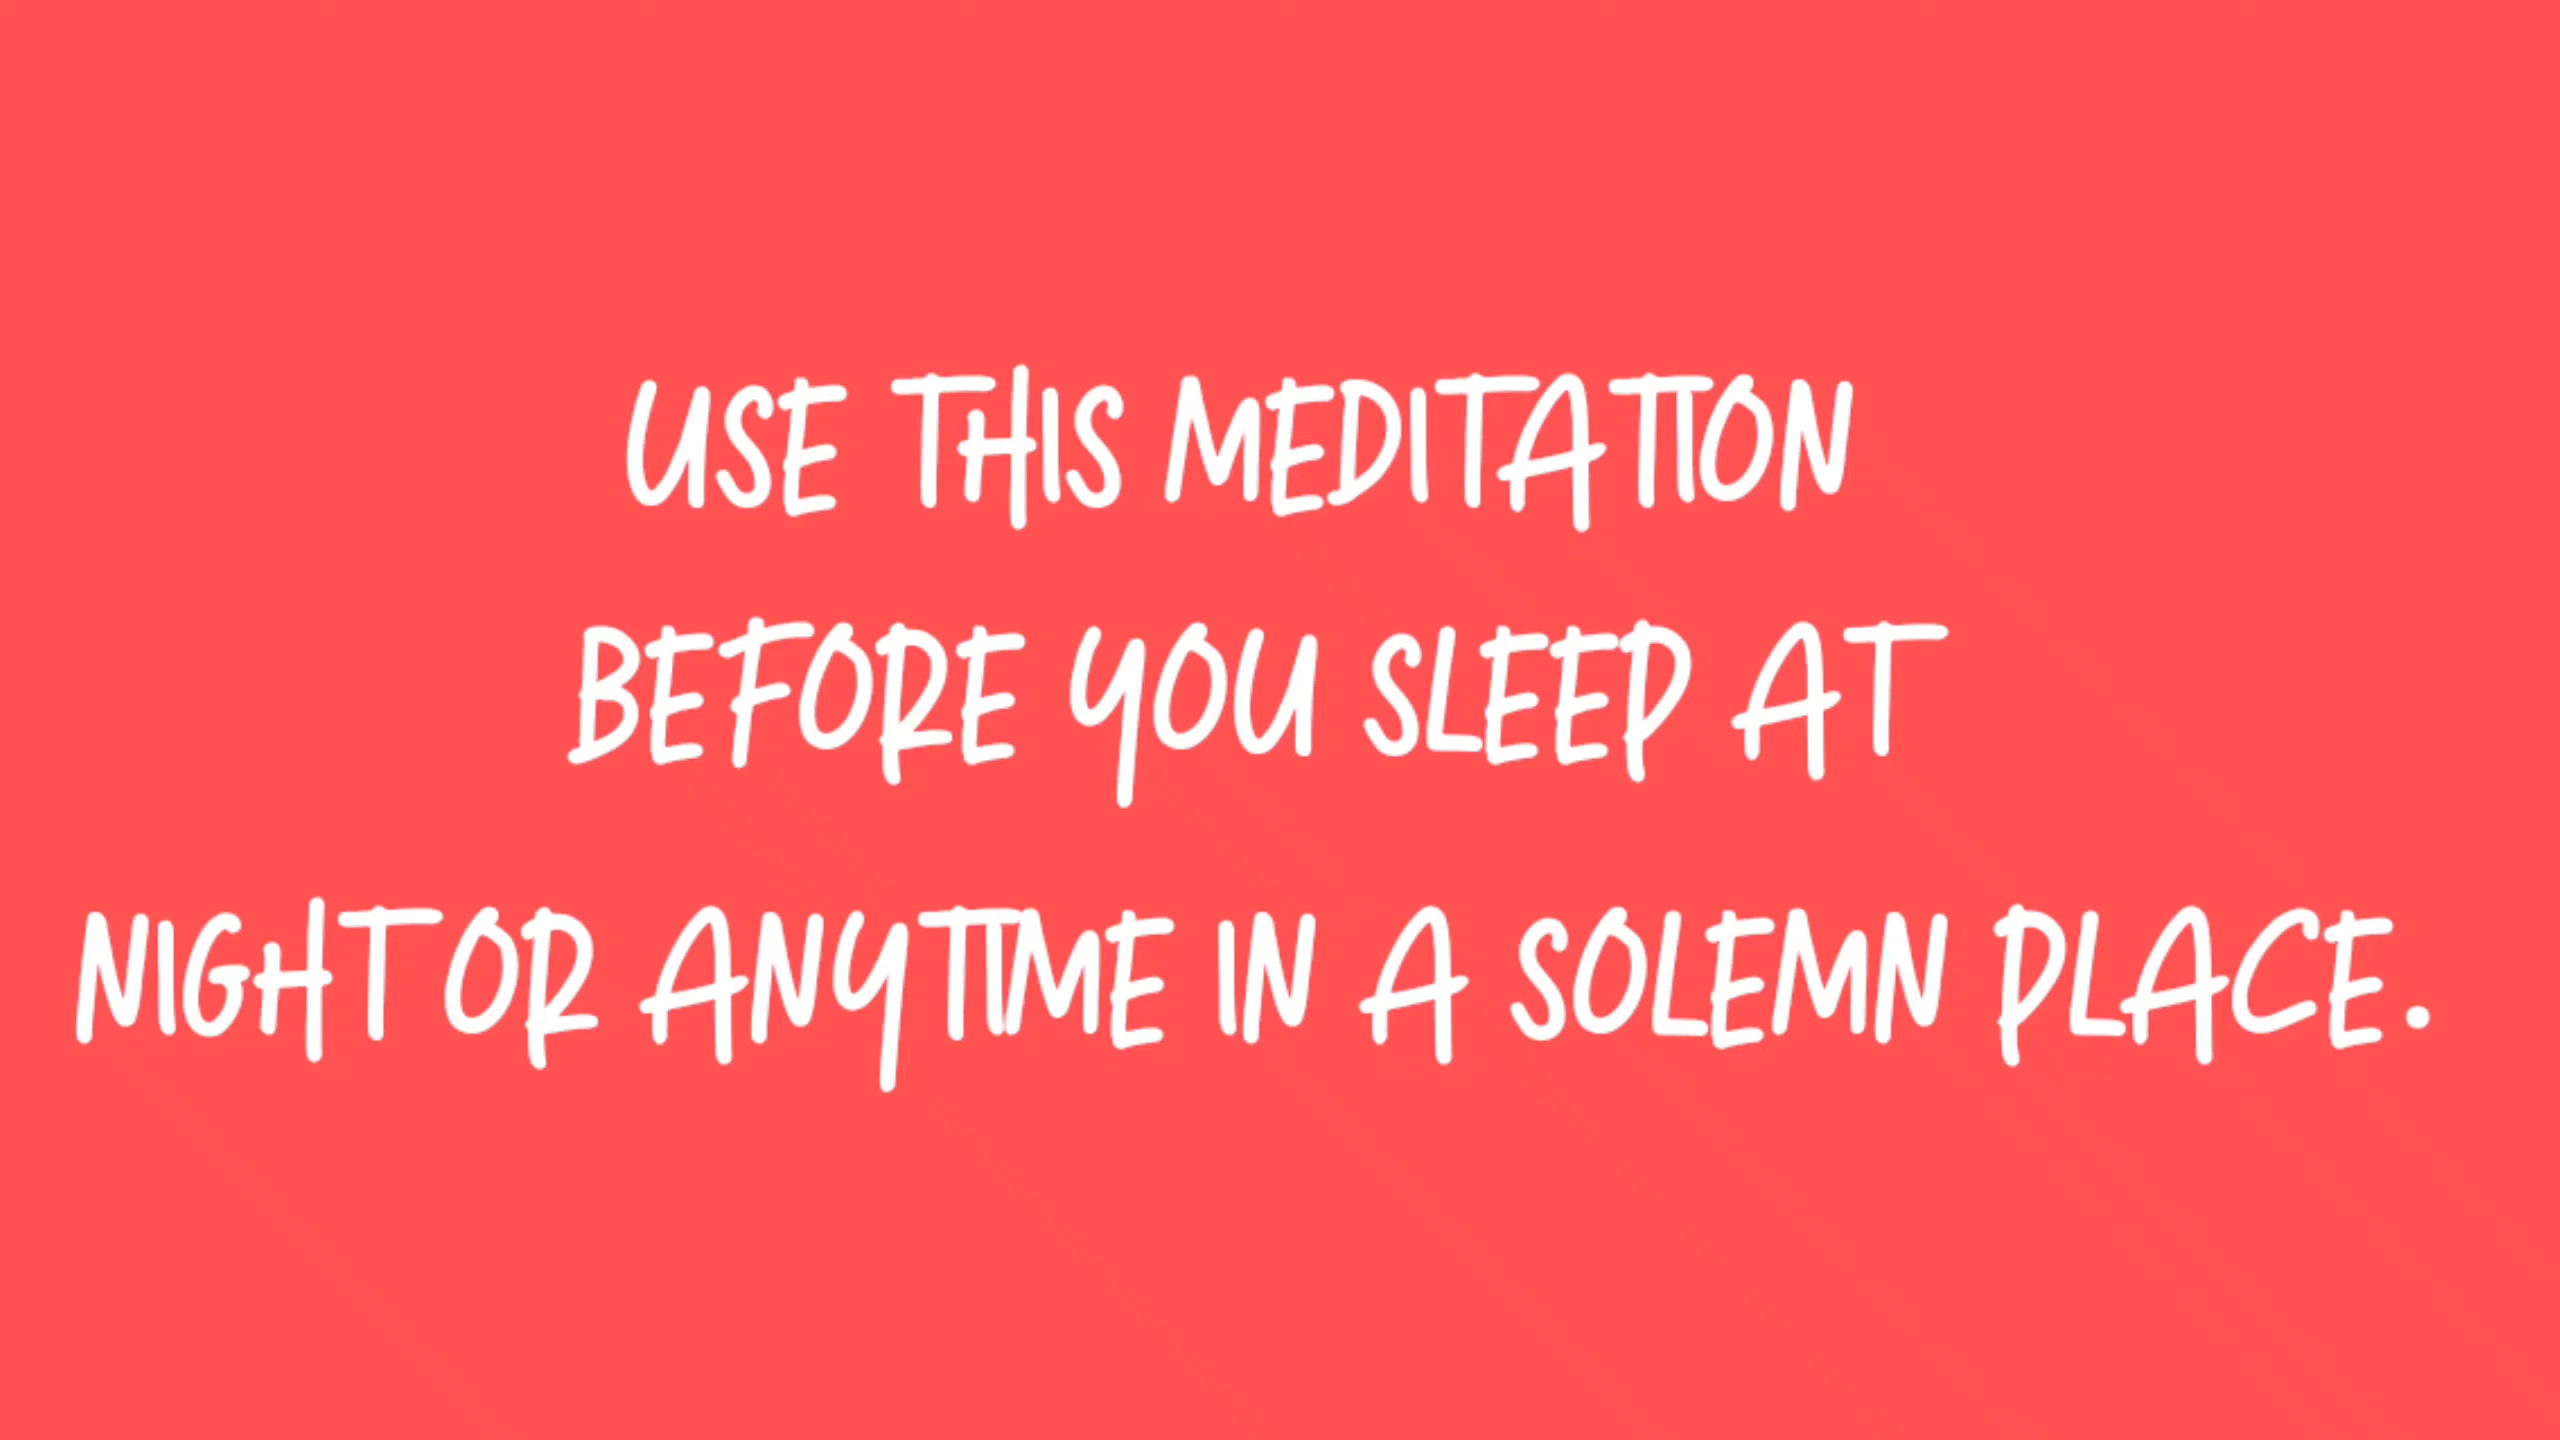 USE THIS MEDITATION
BEFORE YOU SLEEP AT
NIGHT OR ANYTIME IN A SOLEMN PLACE.